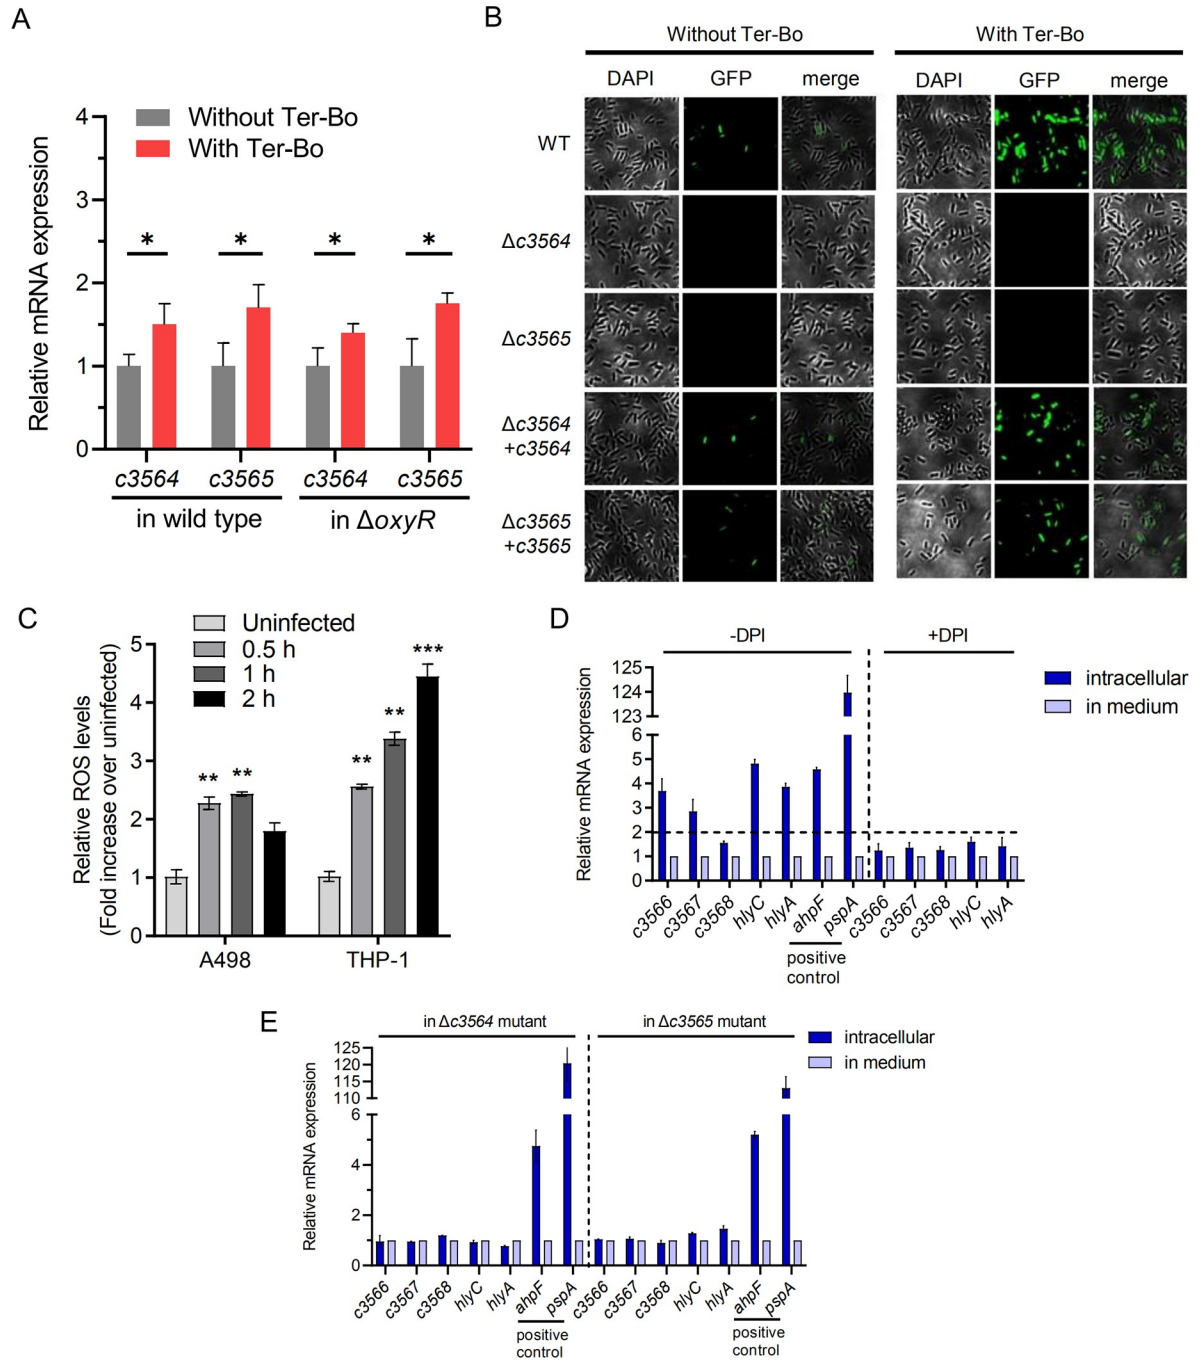 A
Without Ter-Bo
With Ter-Bo
Relative mRNA expression
4
3
2
1
0
* * * *
c3564 c3565 c3564 c3565
in wild type in ΔoxyR
B
Without Ter-Bo With Ter-Bo
DAPI GFP merge DAPI GFP merge
WT
Δc3564
Δc3565
Δc3564
+c3564
Δc3565
+c3565
C
Uninfected
0.5 h
1 h
2 h
Relative ROS levels
(Fold increase over uninfected)
5
4
3
2
1
0
** ** ** ** ***
A498 THP-1
D
-DPI +DPI
intracellular
in medium
Relative mRNA expression
125
124
123
6
5
4
3
2
1
0
c3566 c3567 c3568 hlyC hlyA ahpF pspA c3566 c3567 c3568 hlyC hlyA
positive
control
E
in Δc3564 mutant in Δc3565 mutant
intracellular
in medium
Relative mRNA expression
125
120
115
110
6
4
2
0
c3566 c3567 c3568 hlyC hlyA ahpF pspA c3566 c3567 c3568 hlyC hlyA ahpF pspA
positive positive
control control